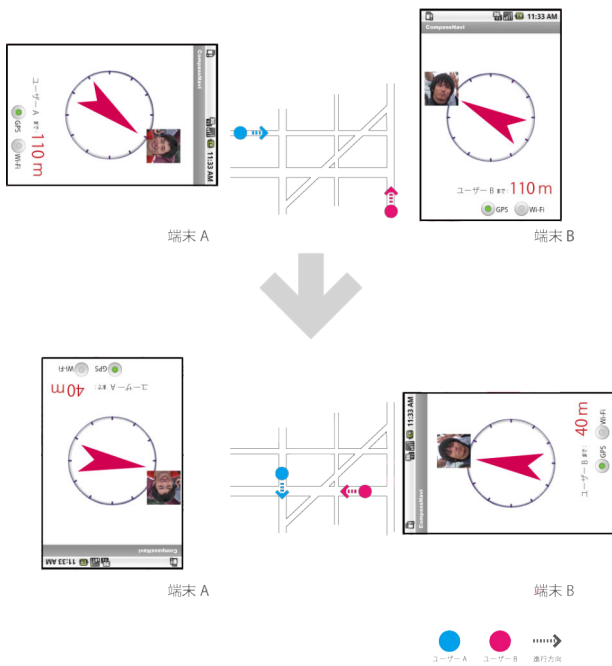 11:33 AM
CompassNavi
ユーザー A まで: 110 m
GPS Wi-Fi
端末 A
11:33 AM
CompassNavi
ユーザー B まで: 110 m
GPS Wi-Fi
端末 B
Wi-Fi GPS
ユーザー A まで: 40 m
CompassNavi
11:33 AM
端末 A
11:33 AM
CompassNavi
ユーザー B まで: 40 m
GPS Wi-Fi
端末 B
ユーザー A
ユーザー B
進行方向